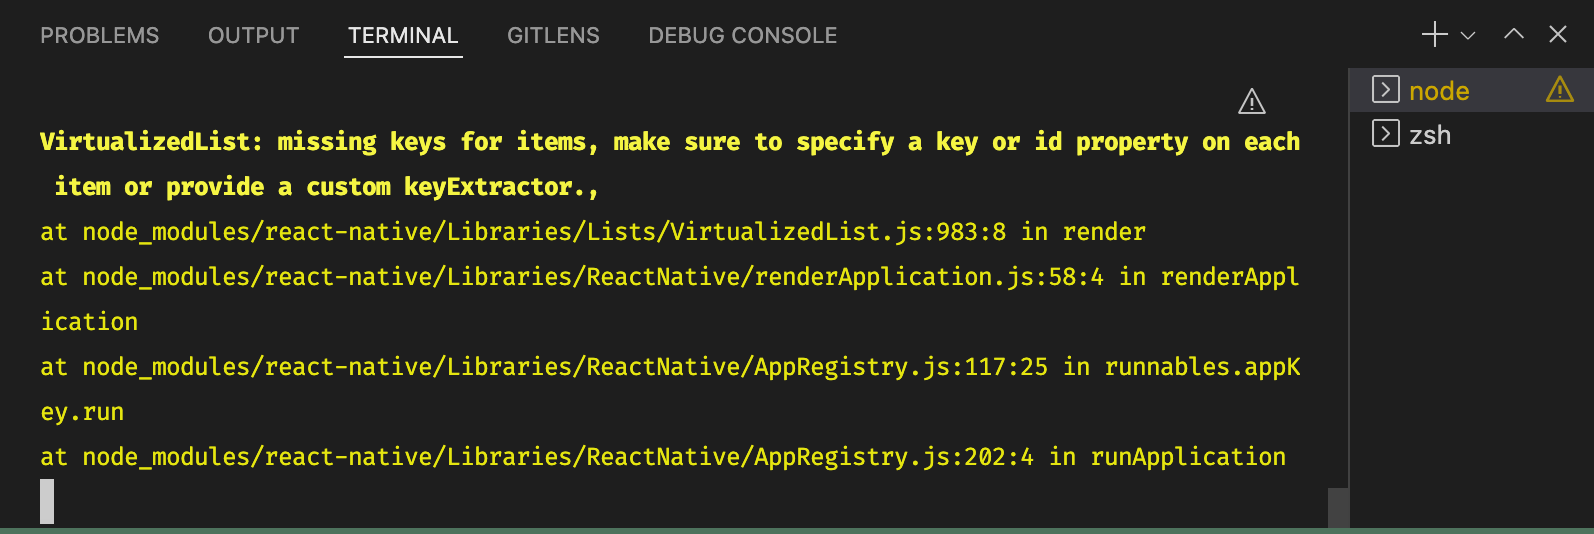 PROBLEMS OUTPUT TERMINAL GITLENS DEBUG CONSOLE
node
zsh
VirtualizedList: missing keys for items, make sure to specify a key or id property on each
item or provide a custom keyExtractor.,
at node_modules/react-native/Libraries/Lists/VirtualizedList.js:983:8 in render
at node_modules/react-native/Libraries/ReactNative/renderApplication.js:58:4 in renderAppl
ication
at node_modules/react-native/Libraries/ReactNative/AppRegistry.js:117:25 in runnables.appK
ey.run
at node_modules/react-native/Libraries/ReactNative/AppRegistry.js:202:4 in runApplication